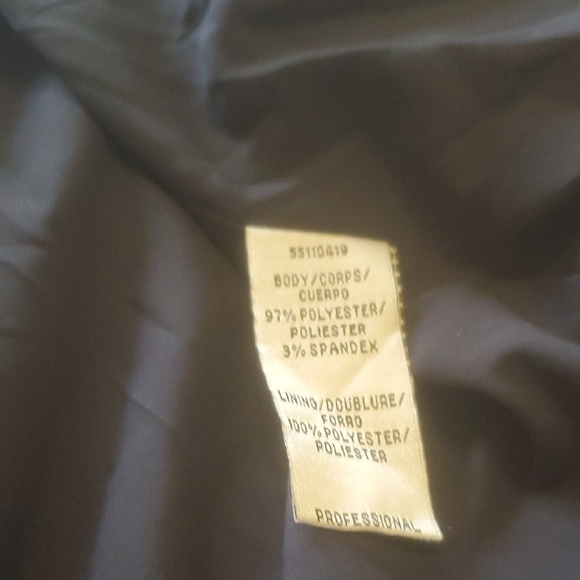 55110419
BODY/CORPS/
CUERPO
97% POLYESTER/
POLIESTER
3% SPANDEX
LINING/DOUBLURE/
FORRO
100% POLYESTER/
POLIESTER
PROFESSIONAL